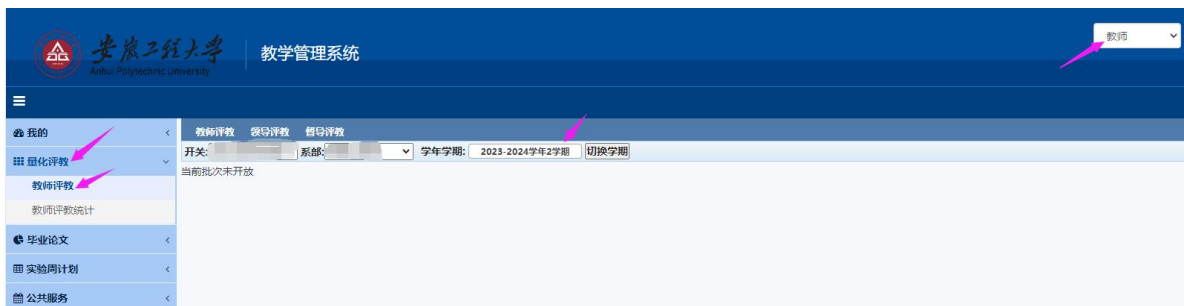 安徽工程大学
Anhui Polytechnic University
教学管理系统
教师
我的
量化评教
教师评教
教师评教统计
毕业论文
实验周计划
公共服务
教师评教 领导评教 督导评教
开关: 系部: 学年学期: 2023-2024学年2学期 切换学期
当前批次未开放